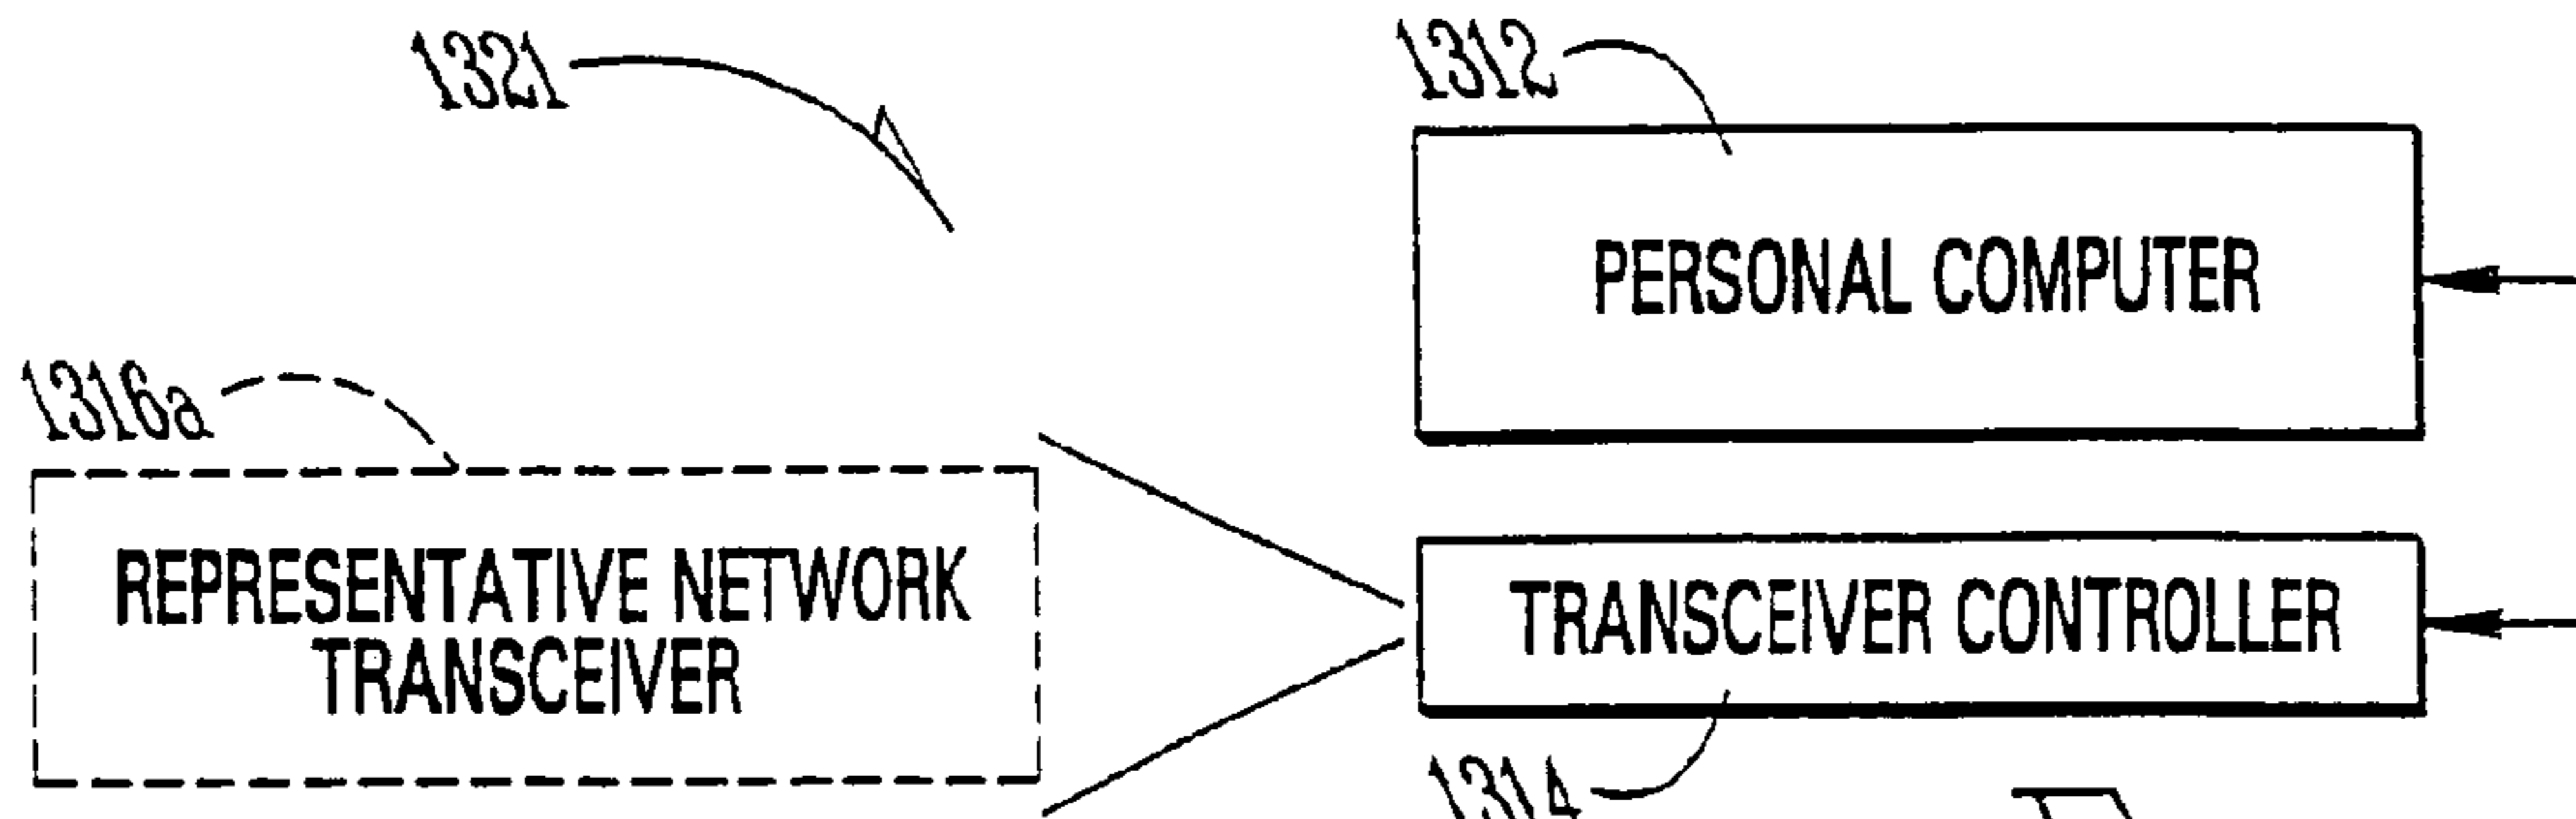 1321
1312
PERSONAL COMPUTER
1316a
REPRESENTATIVE NETWORK
TRANSCEIVER
TRANSCEIVER CONTROLLER
1314